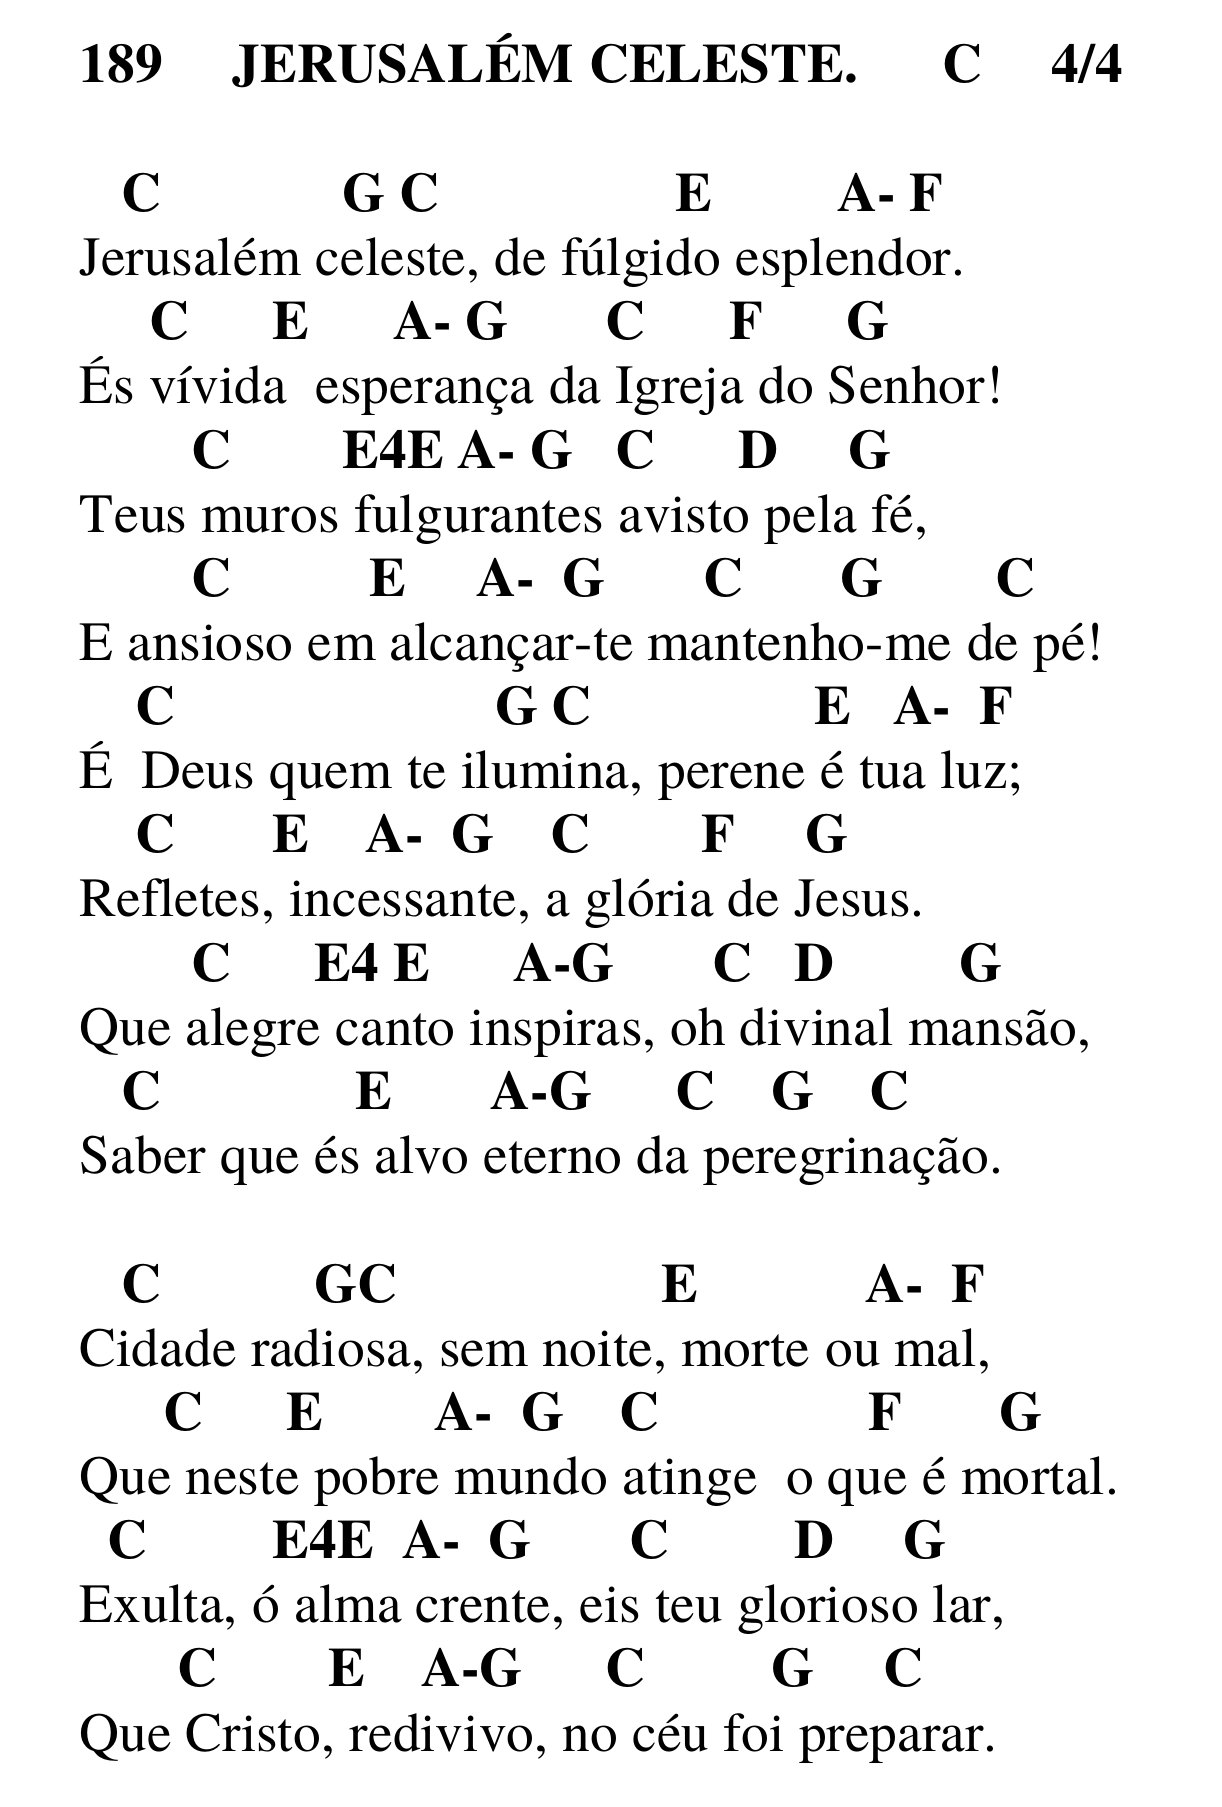 189 JERUSALÉM CELESTE. C 4/4
C G C E A- F
Jerusalém celeste, de fúlgido esplendor.
C E A- G C F G
És vívida esperança da Igreja do Senhor!
C E4E A- G C D G
Teus muros fulgurantes avisto pela fé,
C E A- G C G C
E ansioso em alcançar-te mantenho-me de pé!
C G C E A- F
É Deus quem te ilumina, perene é tua luz;
C E A- G C F G
Refletes, incessante, a glória de Jesus.
C E4 E A-G C D G
Que alegre canto inspiras, oh divinal mansão,
C E A-G C G C
Saber que és alvo eterno da peregrinação.
C GC E A- F
Cidade radiosa, sem noite, morte ou mal,
C E A- G C F G
Que neste pobre mundo atinge o que é mortal.
C E4E A- G C D G
Exulta, ó alma crente, eis teu glorioso lar,
C E A-G C G C
Que Cristo, redivivo, no céu foi preparar.